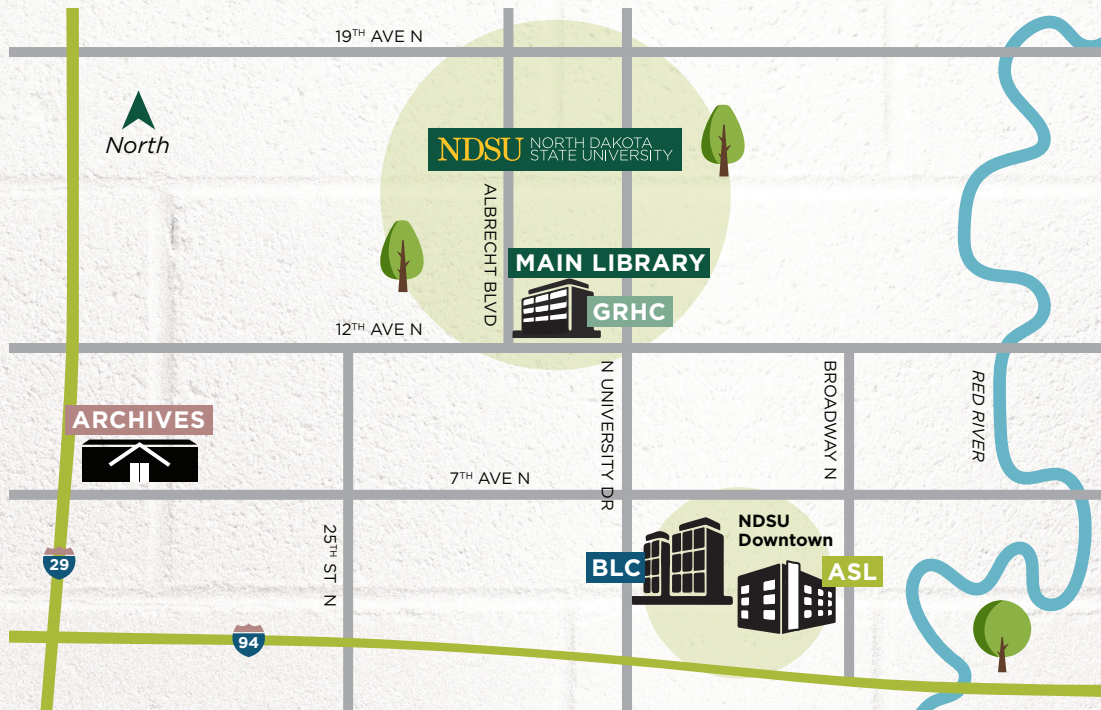 19TH AVE N
North
NDSU NORTH DAKOTA
STATE UNIVERSITY
ALBRECHT BLVD
MAIN LIBRARY
GRHC
12TH AVE N
N UNIVERSITY DR
BROADWAY N
RED RIVER
ARCHIVES
7TH AVE N
NDSU
Downtown
25TH ST N
29
BLC
ASL
94